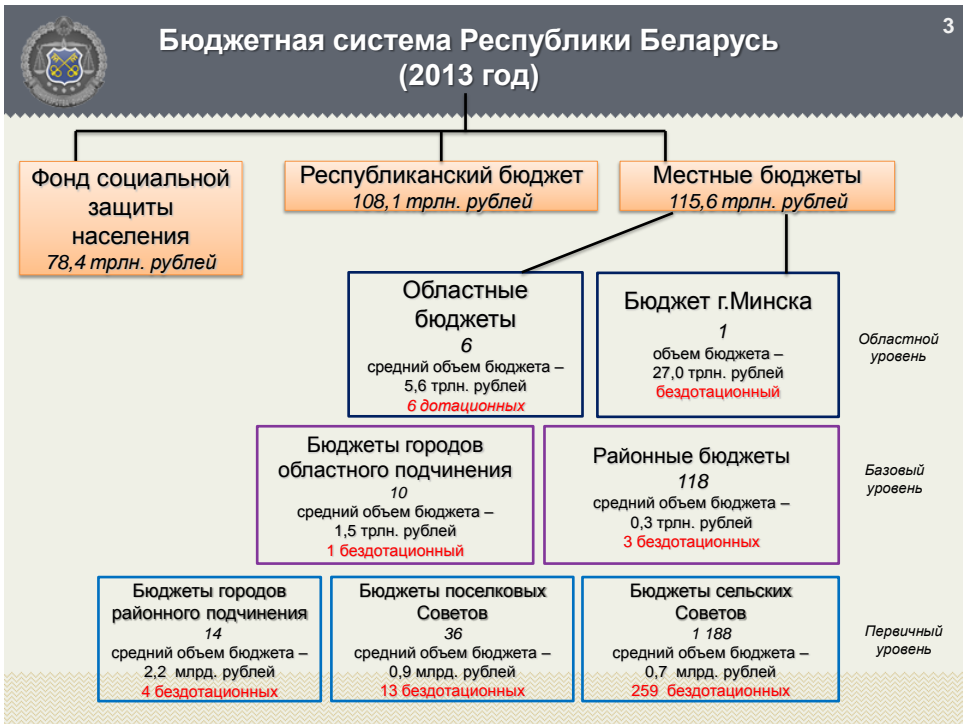 3
Бюджетная система Республики Беларусь
(2013 год)
Фонд социальной
защиты
населения
78,4 трлн. рублей
Республиканский бюджет
108,1 трлн. рублей
Местные бюджеты
115,6 трлн. рублей
Областные
бюджеты
6
средний объем бюджета –
5,6 трлн. рублей
6 дотационных
Бюджет г.Минска
1
объем бюджета –
27,0 трлн. рублей
бездотационный
Областной
уровень
Бюджеты городов
областного подчинения
10
средний объем бюджета –
1,5 трлн. рублей
1 бездотационный
Районные бюджеты
118
средний объем бюджета –
0,3 трлн. рублей
3 бездотационных
Базовый
уровень
Бюджеты городов
районного подчинения
14
средний объем бюджета –
2,2 млрд. рублей
4 бездотационных
Бюджеты поселковых
Советов
36
средний объем бюджета –
0,9 млрд. рублей
13 бездотационных
Бюджеты сельских
Советов
1 188
средний объем бюджета –
0,7 млрд. рублей
259 бездотационных
Первичный
уровень